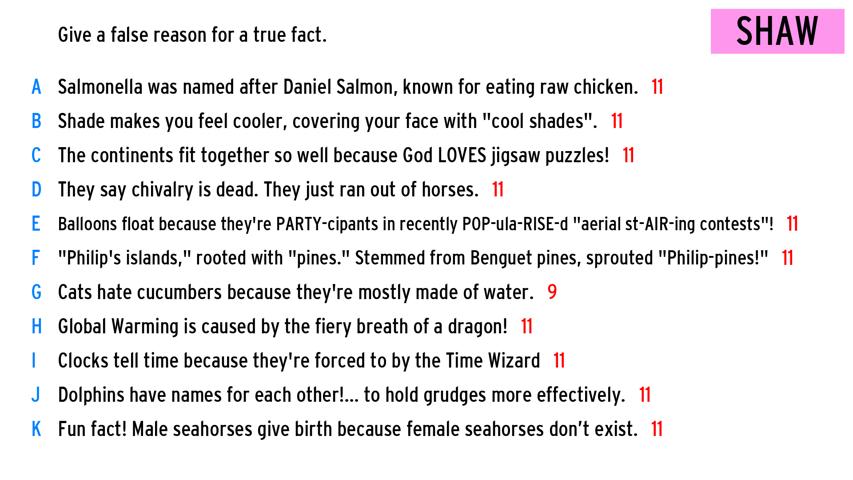 Give a false reason for a true fact.
SHAW
A Salmonella was named after Daniel Salmon, known for eating raw chicken. 11
B Shade makes you feel cooler, covering your face with "cool shades". 11
C The continents fit together so well because God LOVES jigsaw puzzles! 11
D They say chivalry is dead. They just ran out of horses. 11
E Balloons float because they're PARTY-cipants in recently POP-ula-RISE-d "aerial st-AIR-ing contests"! 11
F "Philip's islands," rooted with "pines." Stemmed from Benguet pines, sprouted "Philip-pines!" 11
G Cats hate cucumbers because they're mostly made of water. 9
H Global Warming is caused by the fiery breath of a dragon! 11
I Clocks tell time because they're forced to by the Time Wizard 11
J Dolphins have names for each other!... to hold grudges more effectively. 11
K Fun fact! Male seahorses give birth because female seahorses don’t exist. 11